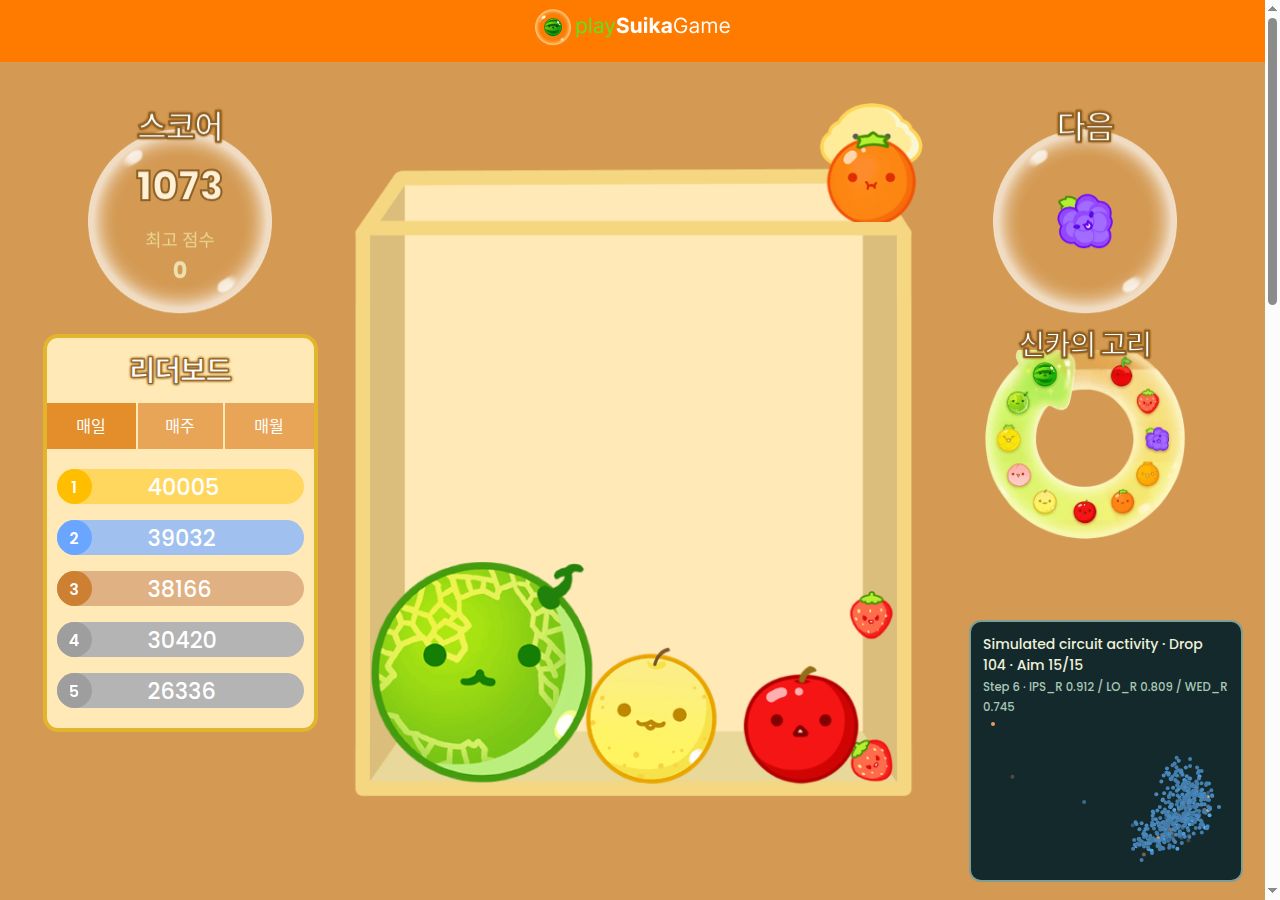 playSuikaGame
스코어
1073
최고 점수
0
리더보드
매일
매주
매월
1 40005
2 39032
3 38166
4 30420
5 26336
다음
신카의 고리
Simulated circuit activity · Drop
104 · Aim 15/15
Step 6 · IPS_R 0.912 / LO_R 0.809 / WED_R
0.745